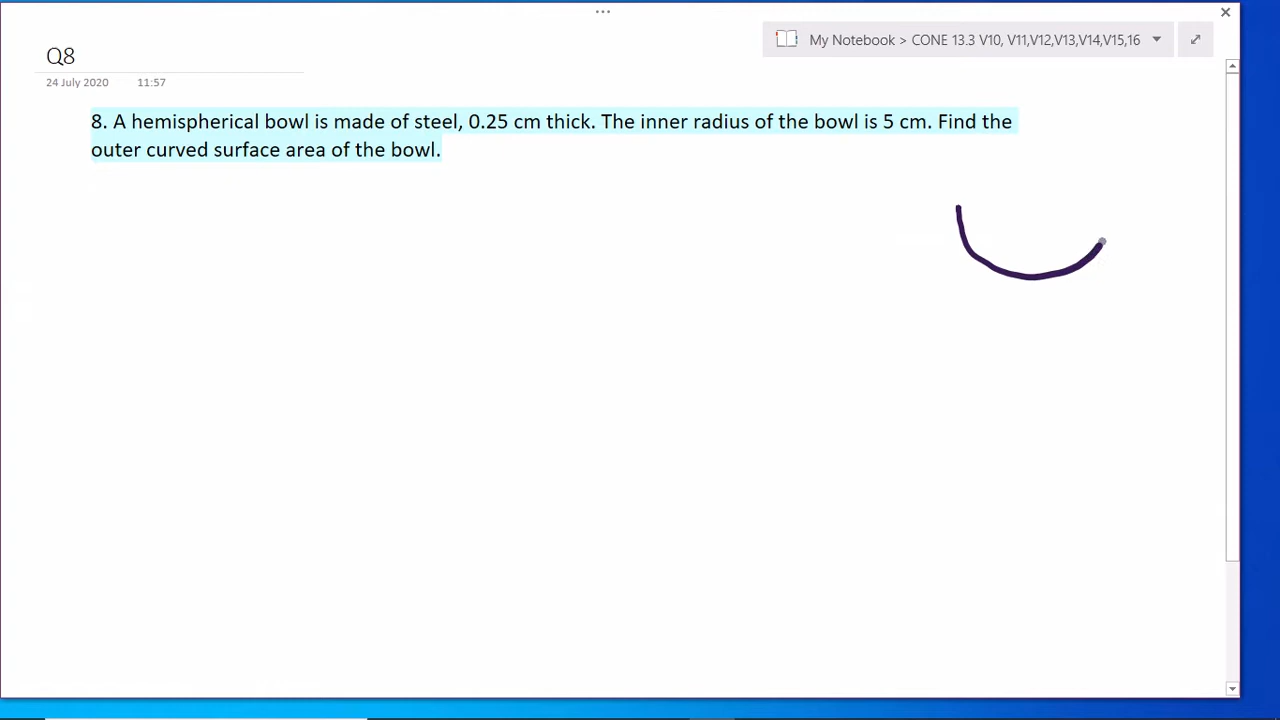 My Notebook > CONE 13.3 V10, V11,V12,V13,V14,V15,16
Q8
24 July 2020 11:57
8. A hemispherical bowl is made of steel, 0.25 cm thick. The inner radius of the bowl is 5 cm. Find the
outer curved surface area of the bowl.